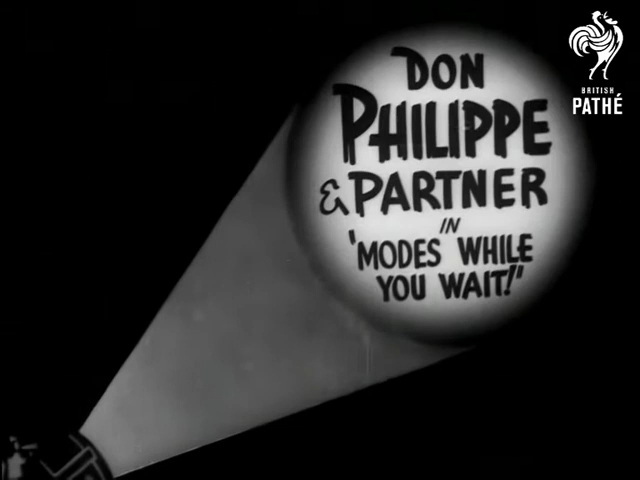 DON
PHILIPPE
& PARTNER
IN
'MODES WHILE
YOU WAIT!"
BRITISH
PATHÉ